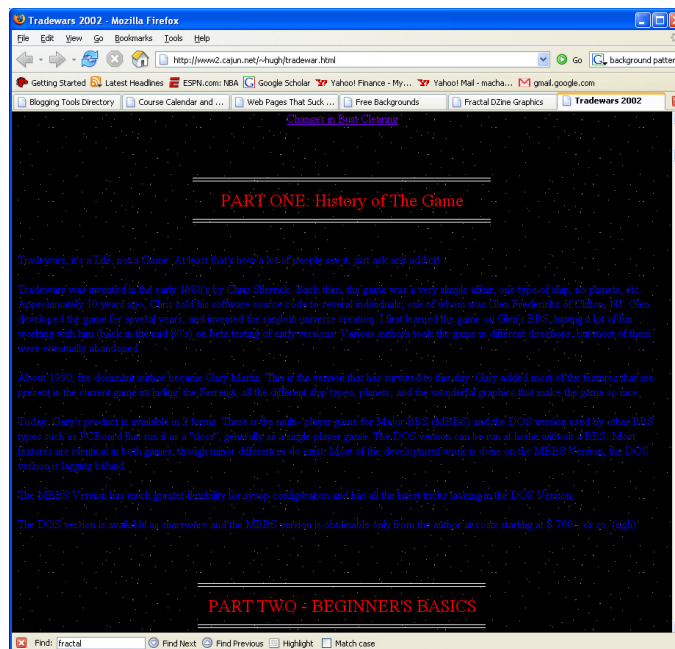 Tradewars 2002 - Mozilla Firefox
File Edit View Go Bookmarks Tools Help
http://www2.cajun.net/~hugh/tradewar.html Go background patter
Getting Started Latest Headlines ESPN.com: NBA Google Scholar Yahoo! Finance - My... Yahoo! Mail - macha... gmail.google.com
Blogging Tools Directory Course Calendar and ... Web Pages That Suck ... Free Backgrounds Fractal DZine Graphics Tradewars 2002
Changes in Bust Clearing
PART ONE: History of The Game
Tradewars, it's a Life, not a Game. At least that's how a lot of people see it, just ask any addict!
Tradewars was invented in the early 1980's by Chris Sherrick. Back then, the game was a very simple affair, one type of ship, no planets, etc.
Approximately 10 years ago, Chris sold his software source code to several individuals, one of whom was Glen Fredericks of Clifton, NJ. Glen
developed the game for several years, and invented the random universe creation. I first learned the game on Glen's BBS, having a lot of fun
working with him (back in the mid 80's) on beta testing of early versions. Various authors took the game in different directions, but most of them
were eventually abandoned.
About 1990, the dominant author became Gary Martin. This is the version that has survived to this day. Gary added most of the features that are
present in the current game including the Ferrengi, all the different ship types, planets, and the wonderful graphics that make the game so nice.
Today, Gary's product is available in 2 forms. There is the multi-player game for Major BBS (MBBS) and the DOS version used by other BBS
types such as PCBoard that run it as a "door", generally as a single player game. The DOS version can be run at home without a BBS. Most
features are identical in both games, though minor differences do exist. Most of the development work is done on the MBBS Version, the DOS
version is lagging behind.
The MBBS Version has much greater flexibility for sysop configuration and has all the latest tricks lacking in the DOS Version.
The DOS version is available as shareware and the MBBS version is obtainable only from the author at costs starting at $ 700 - or so. (ugh)
PART TWO - BEGINNER'S BASICS
Find: fractal Find Next Find Previous Highlight Match case